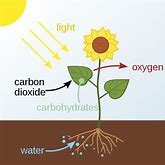 light
oxygen
carbon
dioxide
carbohydrates
water